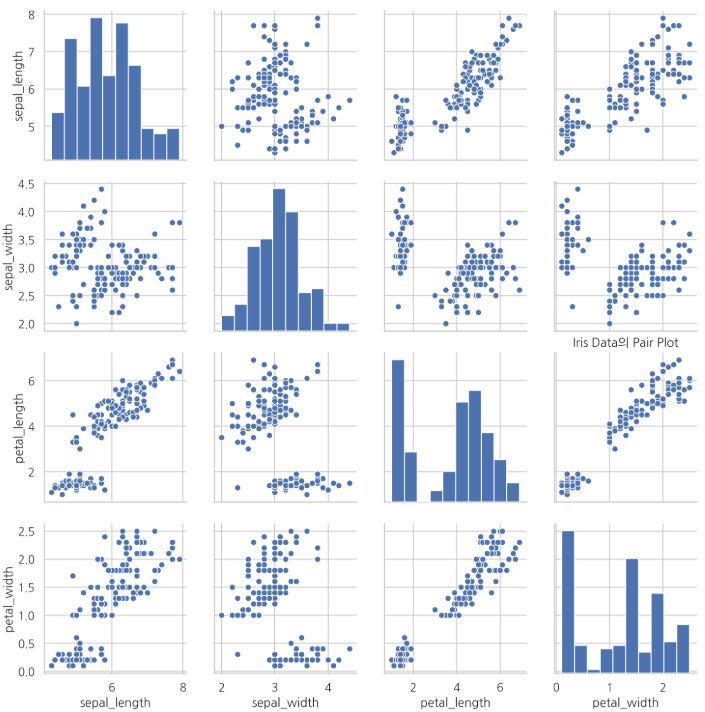 sepal_length
8
7
6
5
sepal_width
4.5
4.0
3.5
3.0
2.5
2.0
Iris Data의 Pair Plot
petal_length
6
4
2
petal_width
2.5
2.0
1.5
1.0
0.5
0.0
6 8
2 3 4
2 4 6
0 1 2
sepal_length
sepal_width
petal_length
petal_width